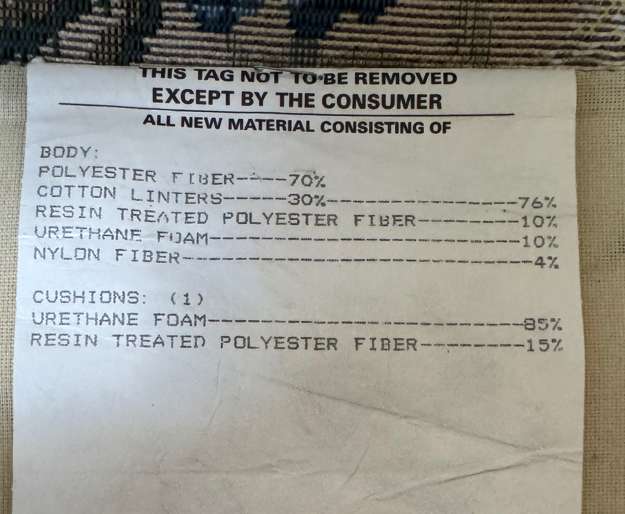 THIS TAG NOT TO BE REMOVED
EXCEPT BY THE CONSUMER
ALL NEW MATERIAL CONSISTING OF
BODY:
POLYESTER FIBER-----70%
COTTON LINTERS------30%-----------------76%
RESIN TREATED POLYESTER FIBER---------10%
URETHANE FOAM-----------------------------10%
NYLON FIBER--------------------------------4%
CUSHIONS: (1)
URETHANE FOAM-----------------------------85%
RESIN TREATED POLYESTER FIBER---------15%